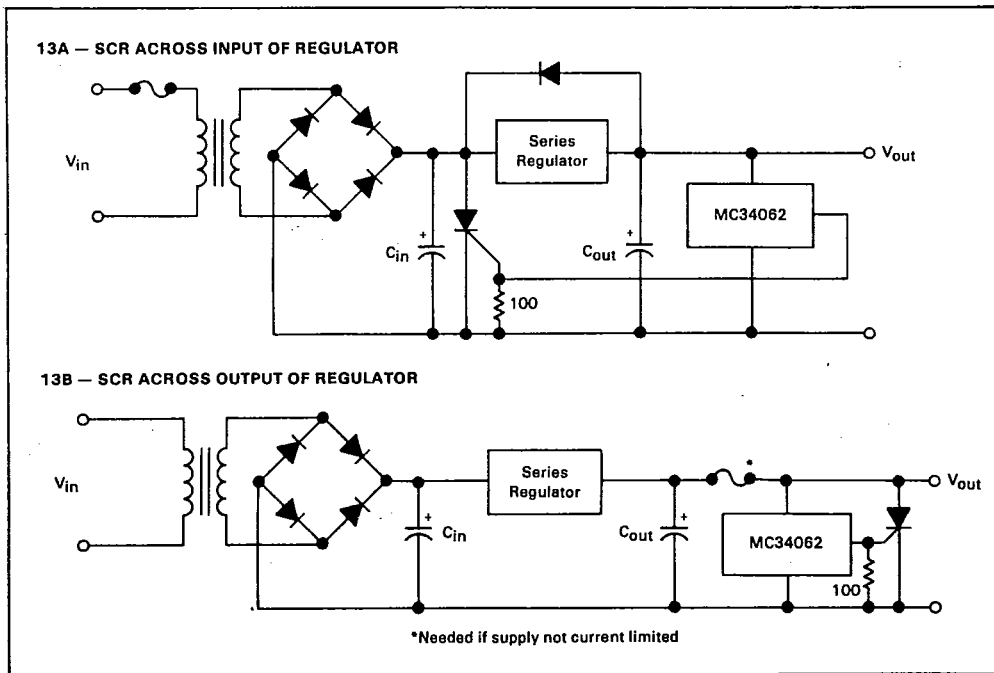 13A — SCR ACROSS INPUT OF REGULATOR
Vin
Series
Regulator
Vout
MC34062
+
Cin
+
Cout
100
13B — SCR ACROSS OUTPUT OF REGULATOR
Vin
Series
Regulator
*
Vout
+
Cin
+
Cout
MC34062
100
*Needed if supply not current limited